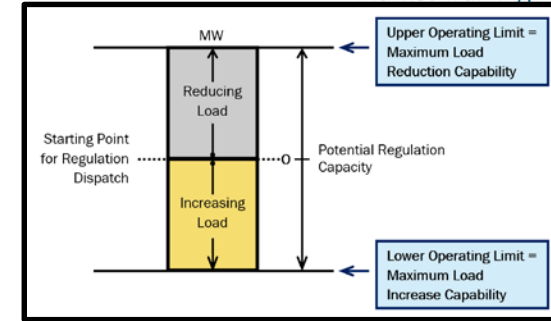 MW
Upper Operating Limit =
Maximum Load
Reduction Capability
Reducing
Load
Starting Point
for Regulation
Dispatch
0
Potential Regulation
Capacity
Increasing
Load
Lower Operating Limit =
Maximum Load
Increase Capability